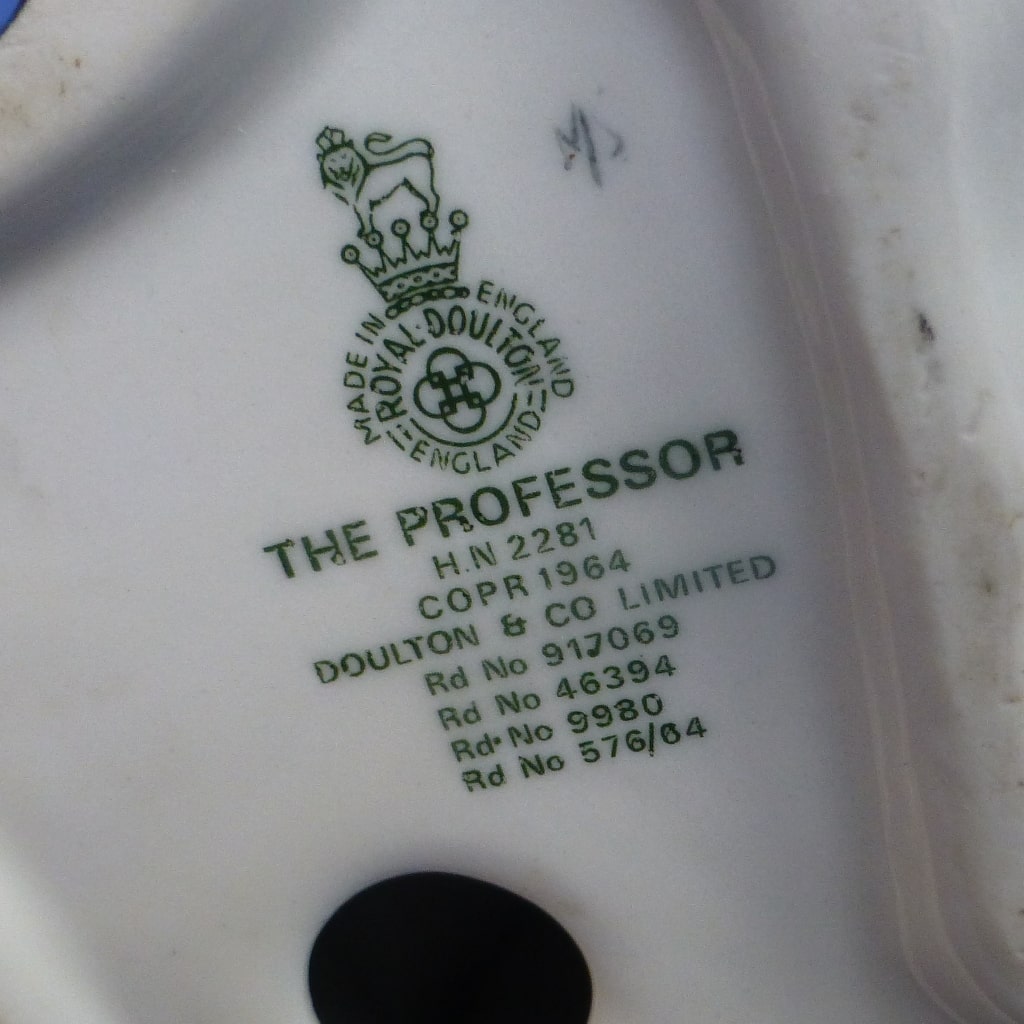 MADE IN ENGLAND
ROYAL·DOULTON
ENGLAND
THE PROFESSOR
H.N 2281
COPR 1964
DOULTON & CO LIMITED
Rd No 917069
Rd No 46394
Rd No 9980
Rd No 576/64